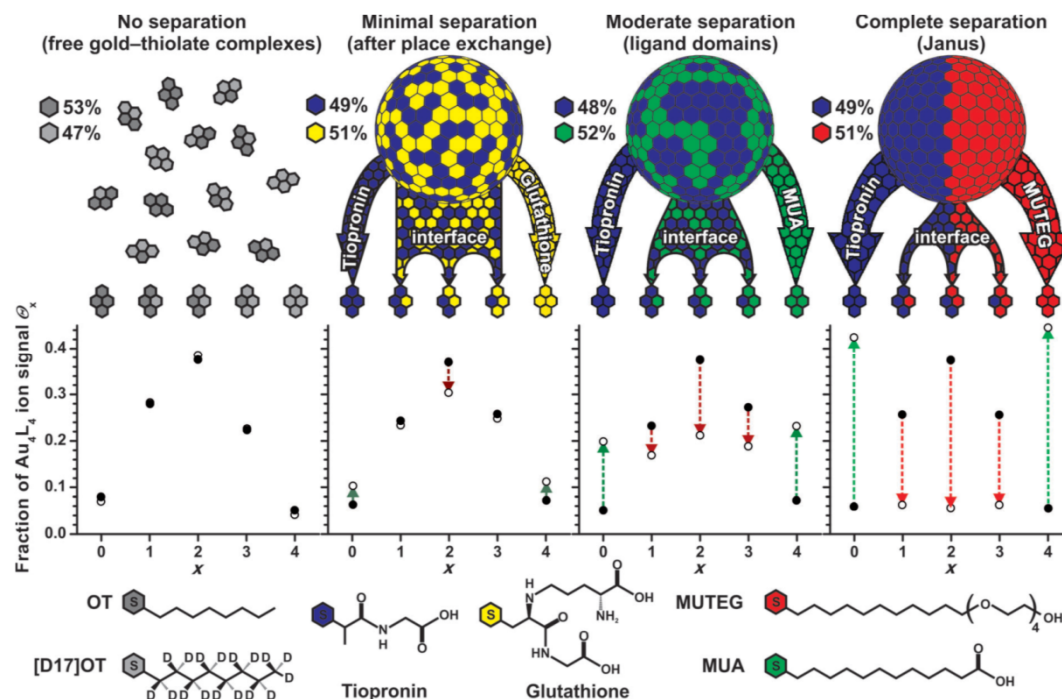 No separation
(free gold–thiolate complexes)
53%
47%
Minimal separation
(after place exchange)
49%
51%
Tiopronin
interface
Glutathione
Moderate separation
(ligand domains)
48%
52%
Tiopronin
interface
MUA
Complete separation
(Janus)
49%
51%
Tiopronin
interface
MUTEG
Fraction of Au4L4 ion signal Θx
0.4
0.3
0.2
0.1
0.0
0 1 2 3 4
x
0 1 2 3 4
x
0 1 2 3 4
x
0 1 2 3 4
x
OT
S
[D17]OT
S
D D D D D D D D
D
D D D D D D D D
S
O
N
H
O
OH
Tiopronin
S
H
N
O
OH
NH2
O
HN
O
OH
Glutathione
MUTEG
S
(O)4OH
MUA
S
O
OH